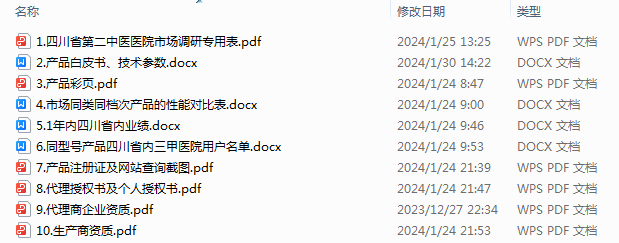 名称 修改日期 类型
1.四川省第二中医医院市场调研专用表.pdf 2024/1/25 13:25 WPS PDF 文档
2.产品白皮书、技术参数.docx 2024/1/30 14:22 DOCX 文档
3.产品彩页.pdf 2024/1/24 8:47 WPS PDF 文档
4.市场同类同档次产品的性能对比表.docx 2024/1/24 9:00 DOCX 文档
5.1年内四川省内业绩.docx 2024/1/24 9:46 DOCX 文档
6.同型号产品四川省内三甲医院用户名单.docx 2024/1/24 9:53 DOCX 文档
7.产品注册证及网站查询截图.pdf 2024/1/24 21:39 WPS PDF 文档
8.代理授权书及个人授权书.pdf 2024/1/24 21:47 WPS PDF 文档
9.代理商企业资质.pdf 2023/12/27 22:34 WPS PDF 文档
10.生产商资质.pdf 2024/1/24 21:53 WPS PDF 文档